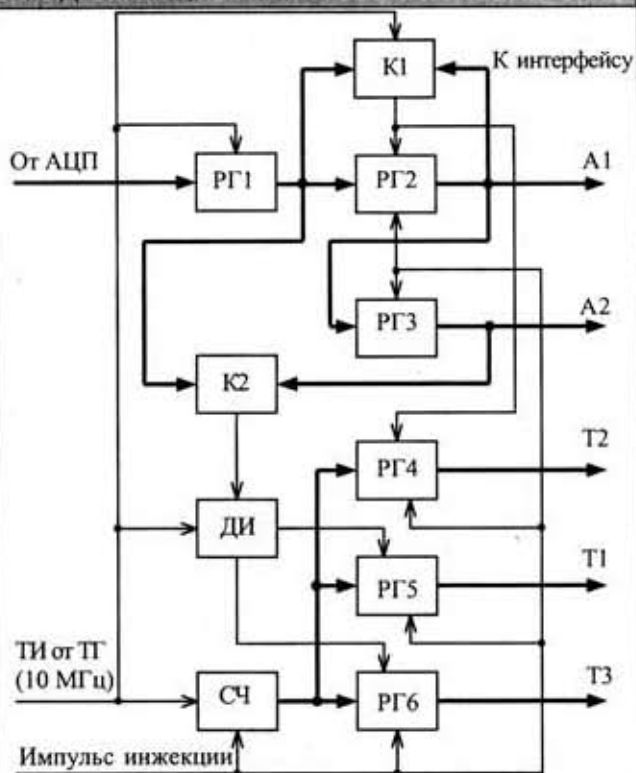 К1
К интерфейсу
От АЦП
РГ1
РГ2
А1
РГ3
А2
К2
Т2
РГ4
ДИ
Т1
РГ5
ТИ от ТГ
(10 МГц)
СЧ
РГ6
Т3
Импульс инжекции